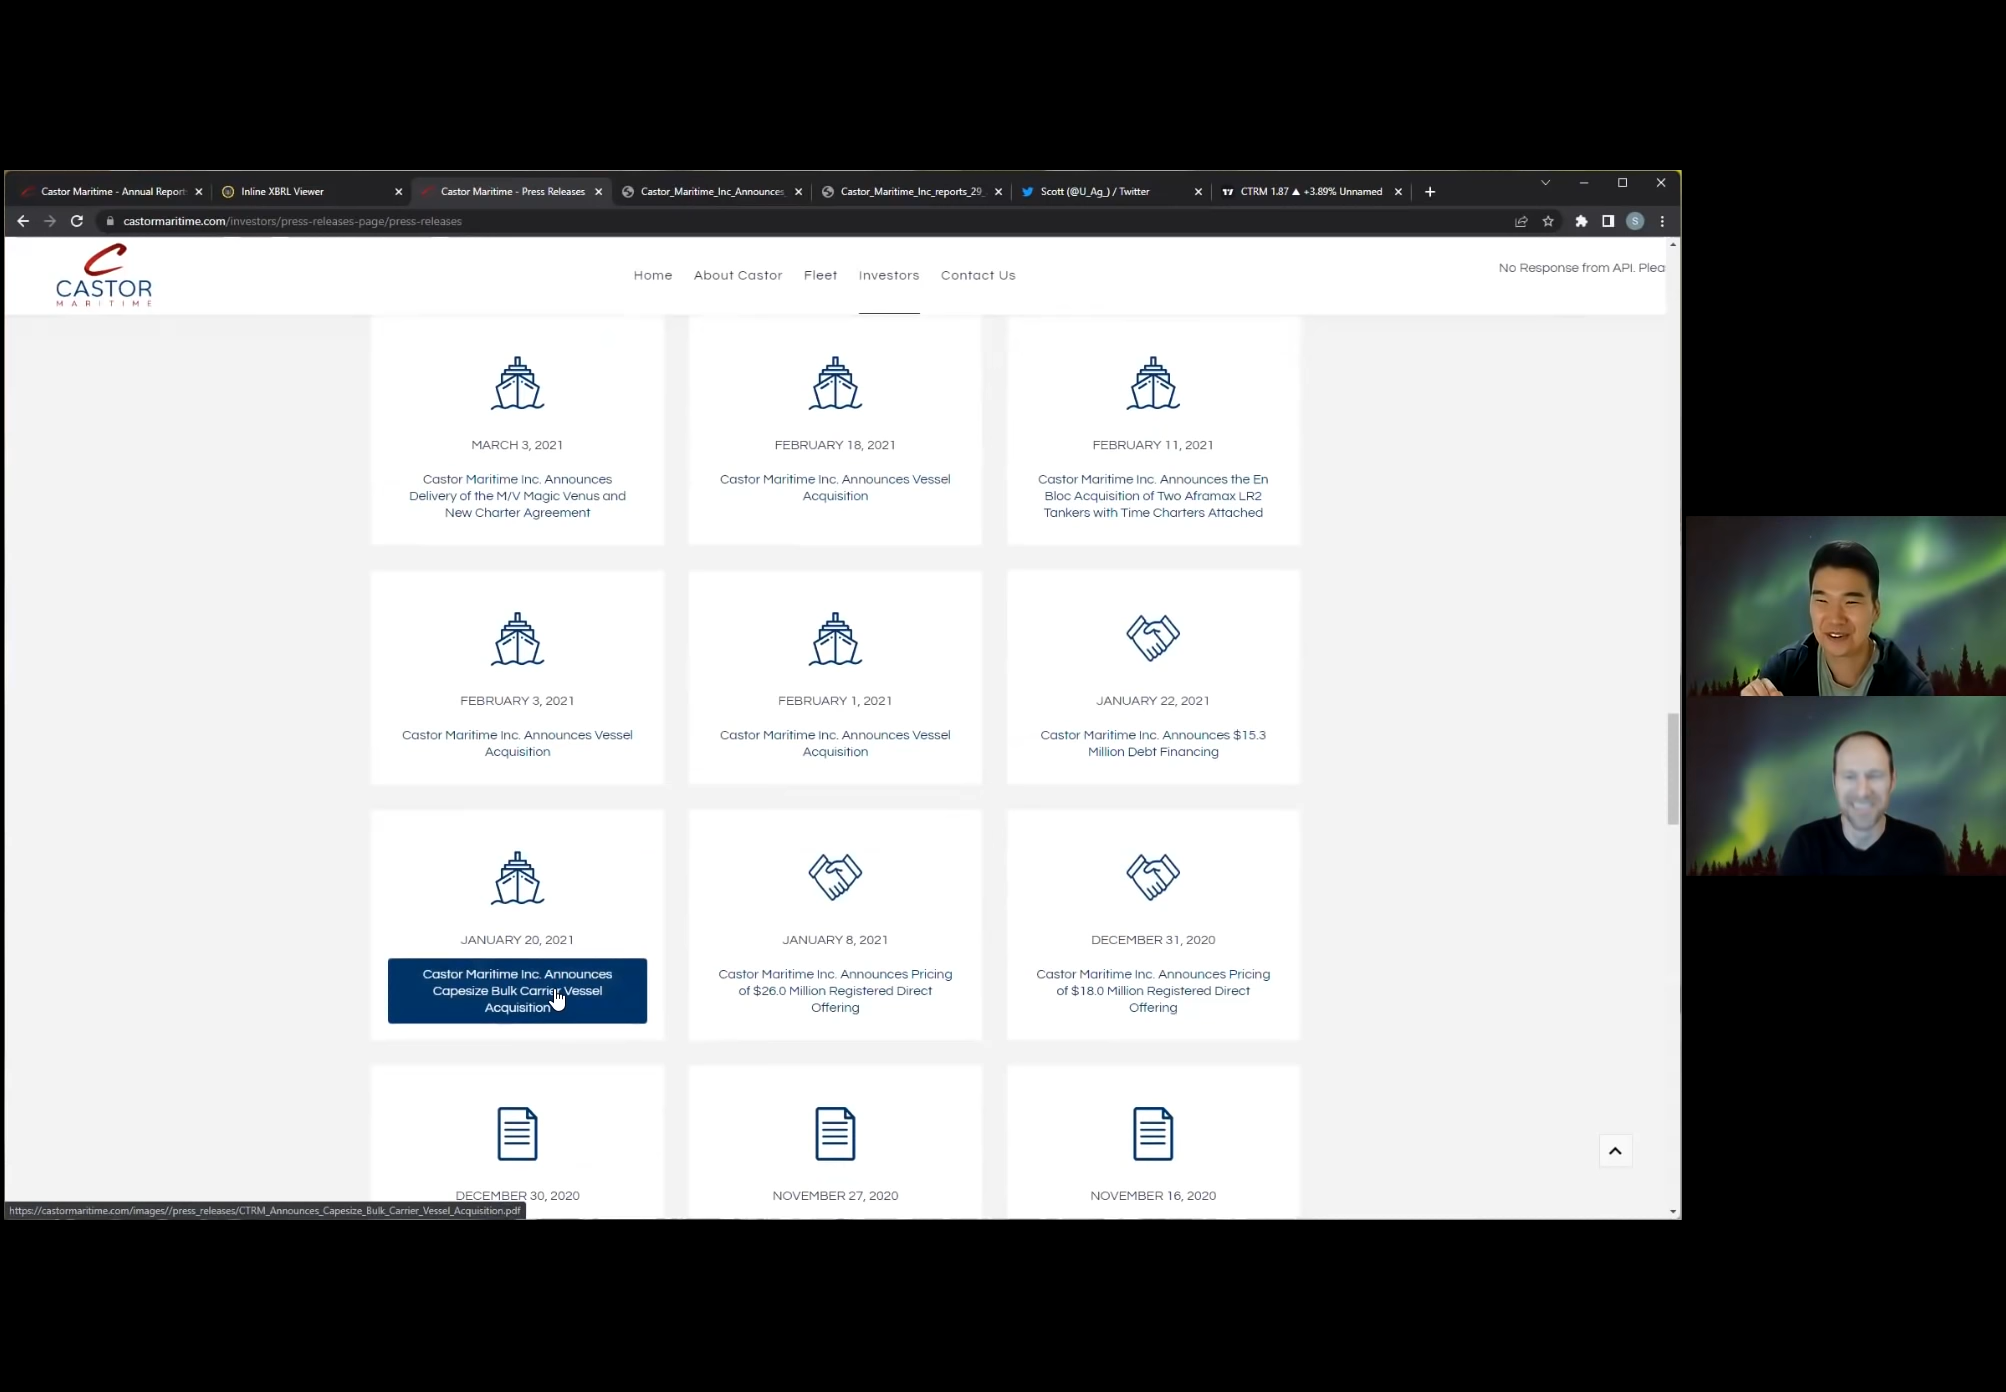 Castor Maritime - Annual Report
Inline XBRL Viewer
Castor Maritime - Press Releases
Castor_Maritime_Inc_Announces
Castor_Maritime_Inc_reports_29_
Scott (@U_Ag_) / Twitter
CTRM 1.87 ▲ +3.89% Unnamed
castormaritime.com/investors/press-releases-page/press-releases
S
CASTOR
MARITIME
Home
About Castor
Fleet
Investors
Contact Us
No Response from API. Plea
MARCH 3, 2021
Castor Maritime Inc. Announces
Delivery of the M/V Magic Venus and
New Charter Agreement
FEBRUARY 18, 2021
Castor Maritime Inc. Announces Vessel
Acquisition
FEBRUARY 11, 2021
Castor Maritime Inc. Announces the En
Bloc Acquisition of Two Aframax LR2
Tankers with Time Charters Attached
FEBRUARY 3, 2021
Castor Maritime Inc. Announces Vessel
Acquisition
FEBRUARY 1, 2021
Castor Maritime Inc. Announces Vessel
Acquisition
JANUARY 22, 2021
Castor Maritime Inc. Announces $15.3
Million Debt Financing
JANUARY 20, 2021
Castor Maritime Inc. Announces
Capesize Bulk Carrier Vessel
Acquisition
JANUARY 8, 2021
Castor Maritime Inc. Announces Pricing
of $26.0 Million Registered Direct
Offering
DECEMBER 31, 2020
Castor Maritime Inc. Announces Pricing
of $18.0 Million Registered Direct
Offering
DECEMBER 30, 2020
NOVEMBER 27, 2020
NOVEMBER 16, 2020
https://castormaritime.com/images//press_releases/CTRM_Announces_Capesize_Bulk_Carrier_Vessel_Acquisition.pdf